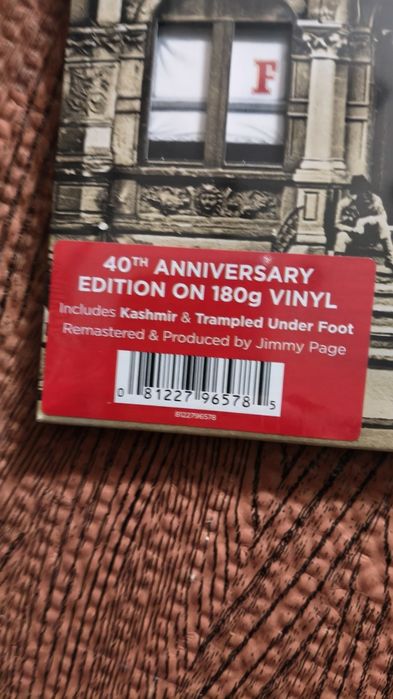 F
40TH ANNIVERSARY
EDITION ON 180g VINYL
Includes Kashmir & Trampled Under Foot
Remastered & Produced by Jimmy Page
0 81227 96578 5
8122796578